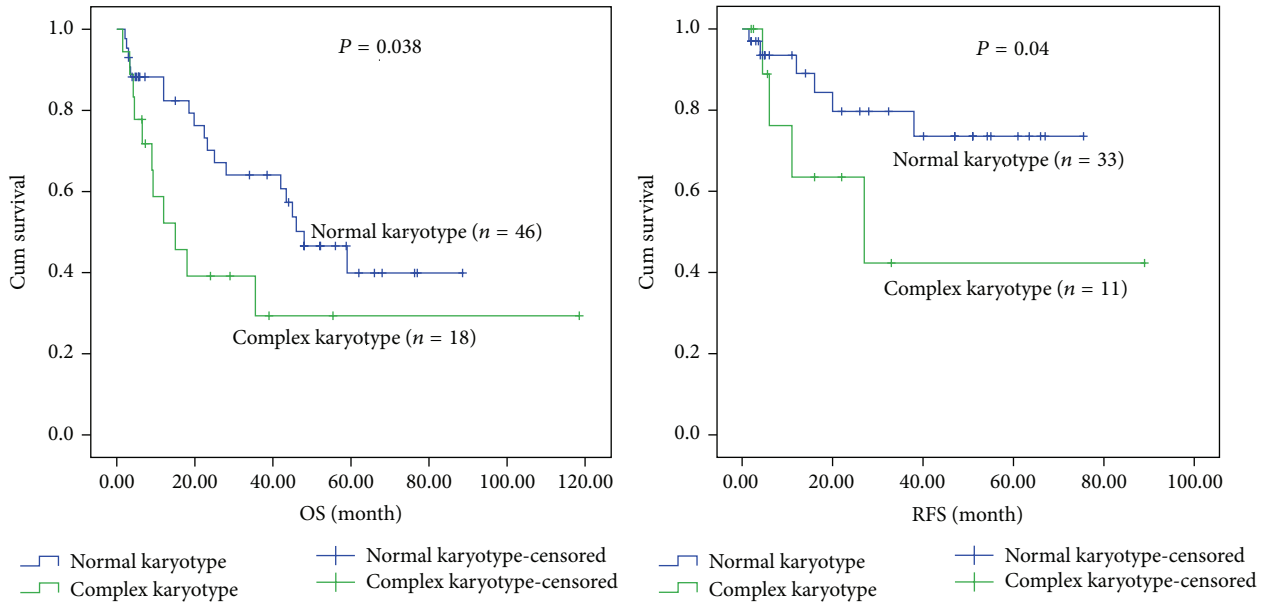 1.0
0.8
0.6
0.4
0.2
0.0
Cum survival
P = 0.038
Normal karyotype (n = 46)
Complex karyotype (n = 18)
0.00 20.00 40.00 60.00 80.00 100.00 120.00
OS (month)
Normal karyotype
Complex karyotype
Normal karyotype-censored
Complex karyotype-censored
1.0
0.8
0.6
0.4
0.2
0.0
Cum survival
P = 0.04
Normal karyotype (n = 33)
Complex karyotype (n = 11)
0.00 20.00 40.00 60.00 80.00 100.00
RFS (month)
Normal karyotype
Complex karyotype
Normal karyotype-censored
Complex karyotype-censored